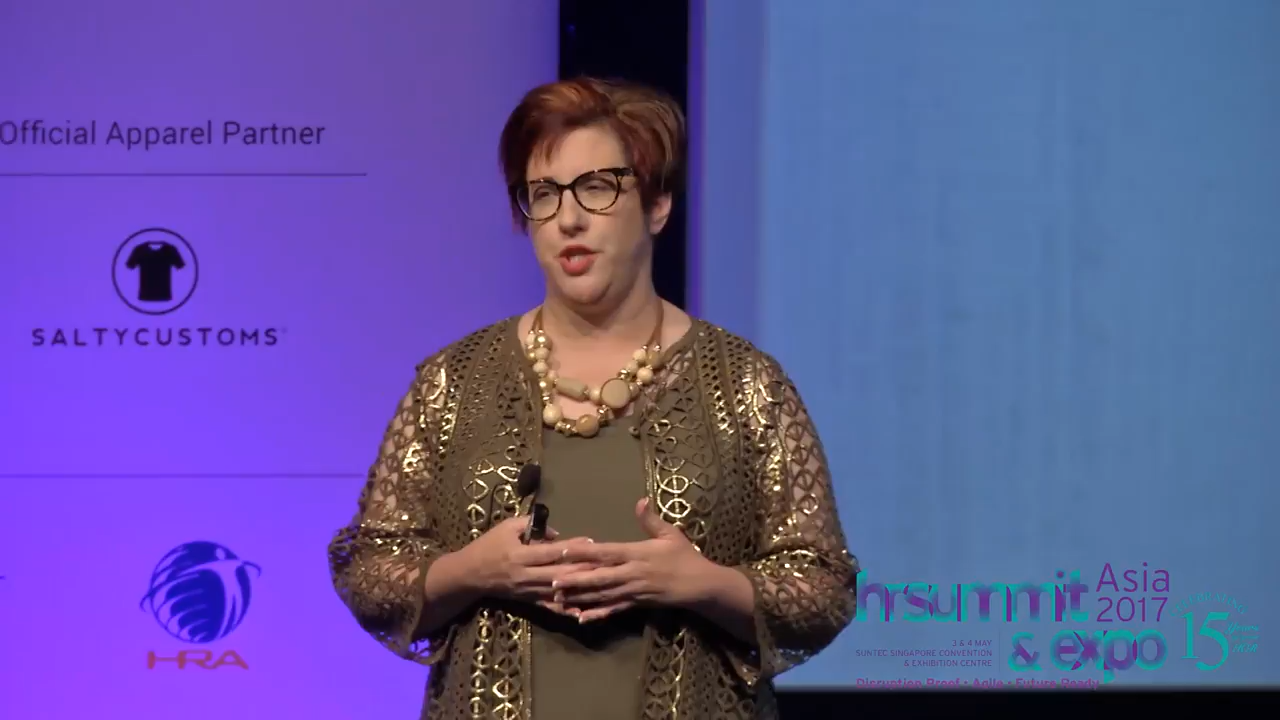 Official Apparel Partner
SALTYCUSTOMS
HRA
hrsummit Asia
2017
& expo
15
3 & 4 MAY
SUNTEC SINGAPORE CONVENTION
& EXHIBITION CENTRE
Disruption Proof • Agile • Future Ready